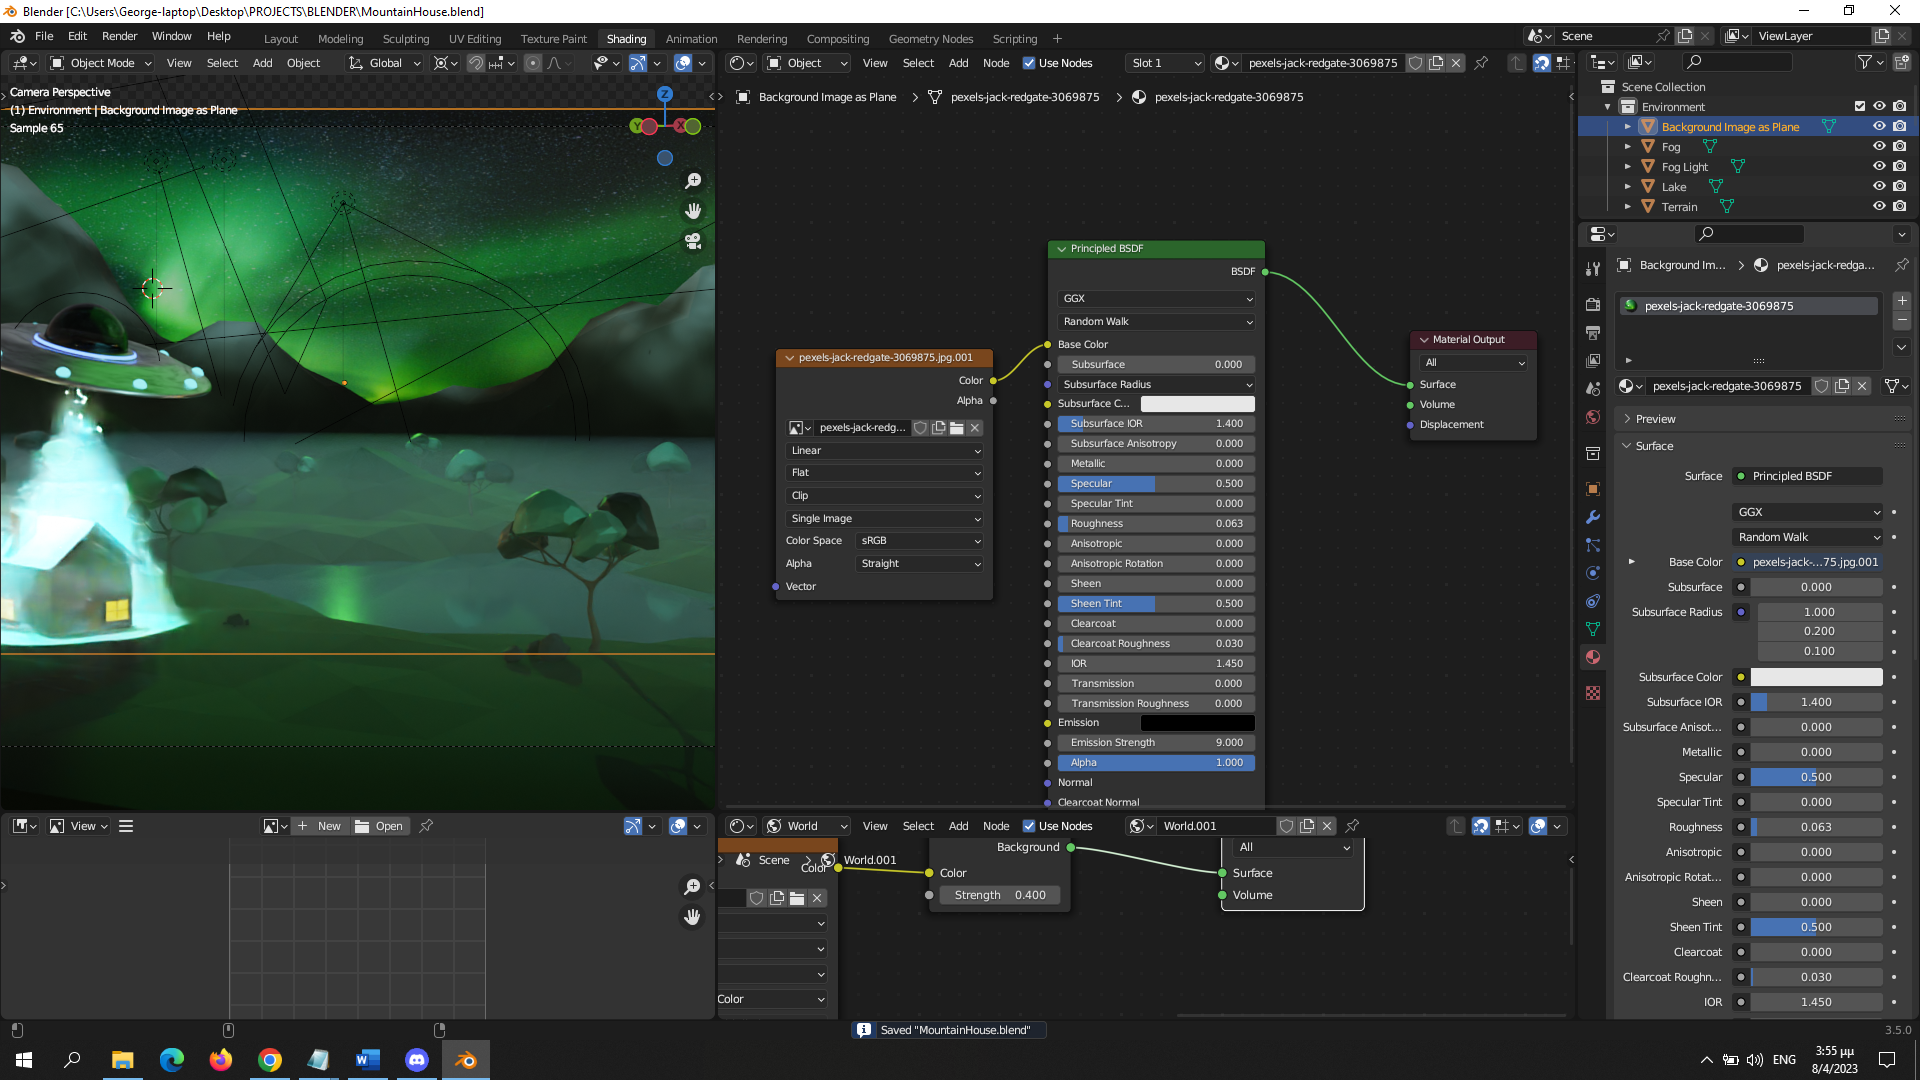 Blender [C:\Users\George-laptop\Desktop\PROJECTS\BLENDER\MountainHouse.blend]
File Edit Render Window Help Layout Modeling Sculpting UV Editing Texture Paint Shading Animation Rendering Compositing Geometry Nodes Scripting + Scene ViewLayer
Object Mode View Select Add Object Global
Object View Select Add Node Use Nodes Slot 1 pexels-jack-redgate-3069875
Camera Perspective
(1) Environment | Background Image as Plane
Sample 65
Z
Y
X
Background Image as Plane > pexels-jack-redgate-3069875 > pexels-jack-redgate-3069875
Scene Collection
Environment
Background Image as Plane
Fog
Fog Light
Lake
Terrain
Principled BSDF
BSDF
GGX
Random Walk
Base Color
Subsurface 0.000
Subsurface Radius
Subsurface C...
Subsurface IOR 1.400
Subsurface Anisotropy 0.000
Metallic 0.000
Specular 0.500
Specular Tint 0.000
Roughness 0.063
Anisotropic 0.000
Anisotropic Rotation 0.000
Sheen 0.000
Sheen Tint 0.500
Clearcoat 0.000
Clearcoat Roughness 0.030
IOR 1.450
Transmission 0.000
Transmission Roughness 0.000
Emission
Emission Strength 9.000
Alpha 1.000
Normal
Clearcoat Normal
pexels-jack-redgate-3069875.jpg.001
Color
Alpha
pexels-jack-redg...
Linear
Flat
Clip
Single Image
Color Space sRGB
Alpha Straight
Vector
Material Output
All
Surface
Volume
Displacement
Background Im... > pexels-jack-redga...
pexels-jack-redgate-3069875
pexels-jack-redgate-3069875
Preview
Surface
Surface Principled BSDF
GGX
Random Walk
Base Color pexels-jack-...75.jpg.001
Subsurface 0.000
Subsurface Radius 1.000
0.200
0.100
Subsurface Color
Subsurface IOR 1.400
Subsurface Anisot... 0.000
Metallic 0.000
Specular 0.500
Specular Tint 0.000
Roughness 0.063
Anisotropic 0.000
Anisotropic Rotat... 0.000
Sheen 0.000
Sheen Tint 0.500
Clearcoat 0.000
Clearcoat Roughn... 0.030
IOR 1.450
View + New Open
World View Select Add Node Use Nodes World.001
Scene > World.001
Color
Color
Background
Color
Strength 0.400
All
Surface
Volume
Saved "MountainHouse.blend"
3.5.0
ENG
3:55 μμ
8/4/2023